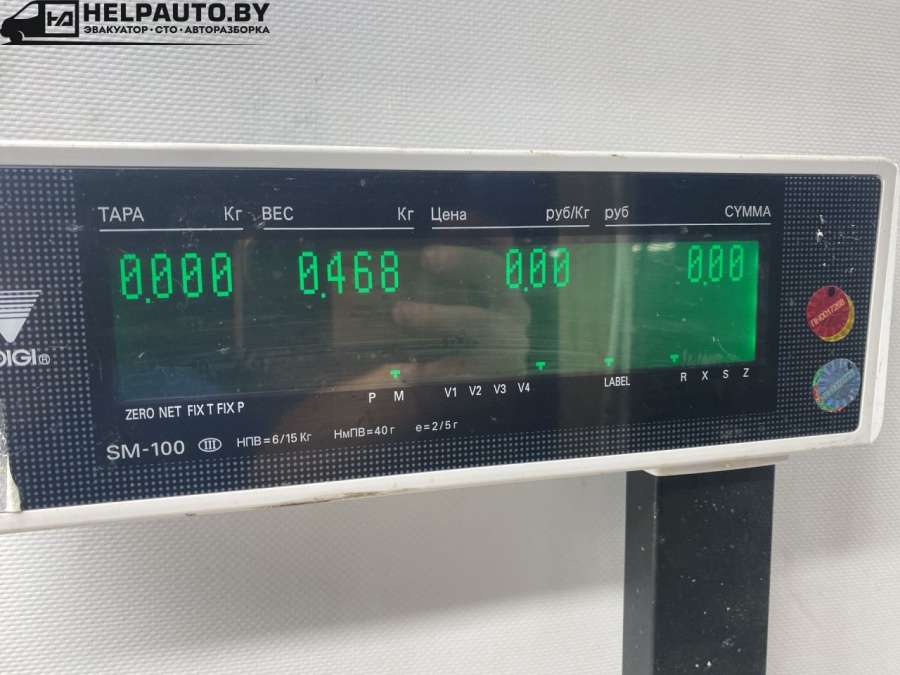 HELPAUTO.BY
ЭВАКУАТОР • СТО • АВТОРАЗБОРКА
ТАРА Кг ВЕС Кг Цена руб/Кг руб СУММА
0.000 0.468 0.00 0.00
DIGI®
P M V1 V2 V3 V4 LABEL R X S Z
ZERO NET FIX T FIX P
SM-100 III НПВ=6/15 Кг НмПВ=40 г e=2/5 г